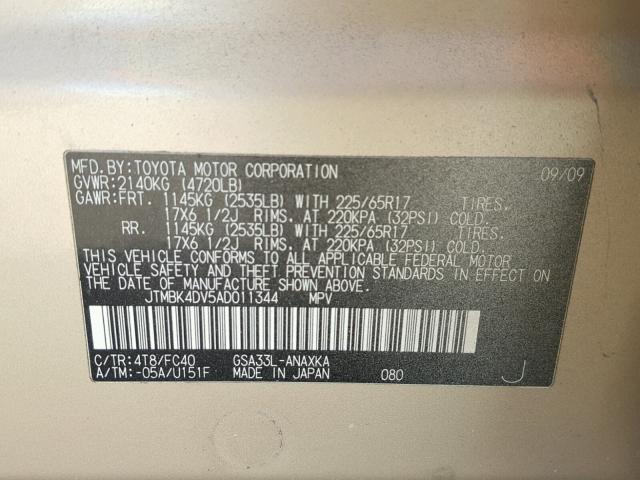 MFD.BY:TOYOTA MOTOR CORPORATION 09/09
GVWR:2140KG (4720LB)
GAWR:FRT. 1145KG (2535LB) WITH 225/65R17 TIRES.
17X6 1/2J RIMS. AT 220KPA (32PSI) COLD.
RR. 1145KG (2535LB) WITH 225/65R17 TIRES.
17X6 1/2J RIMS. AT 220KPA (32PSI) COLD.
THIS VEHICLE CONFORMS TO ALL APPLICABLE FEDERAL MOTOR
VEHICLE SAFETY AND THEFT PREVENTION STANDARDS IN EFFECT ON
THE DATE OF MANUFACTURE SHOWN ABOVE.
JTMBK4DV5AD011344 MPV
C/TR:4T8/FC40 GSA33L-ANAXKA
A/TM:-05A/U151F MADE IN JAPAN 080 J